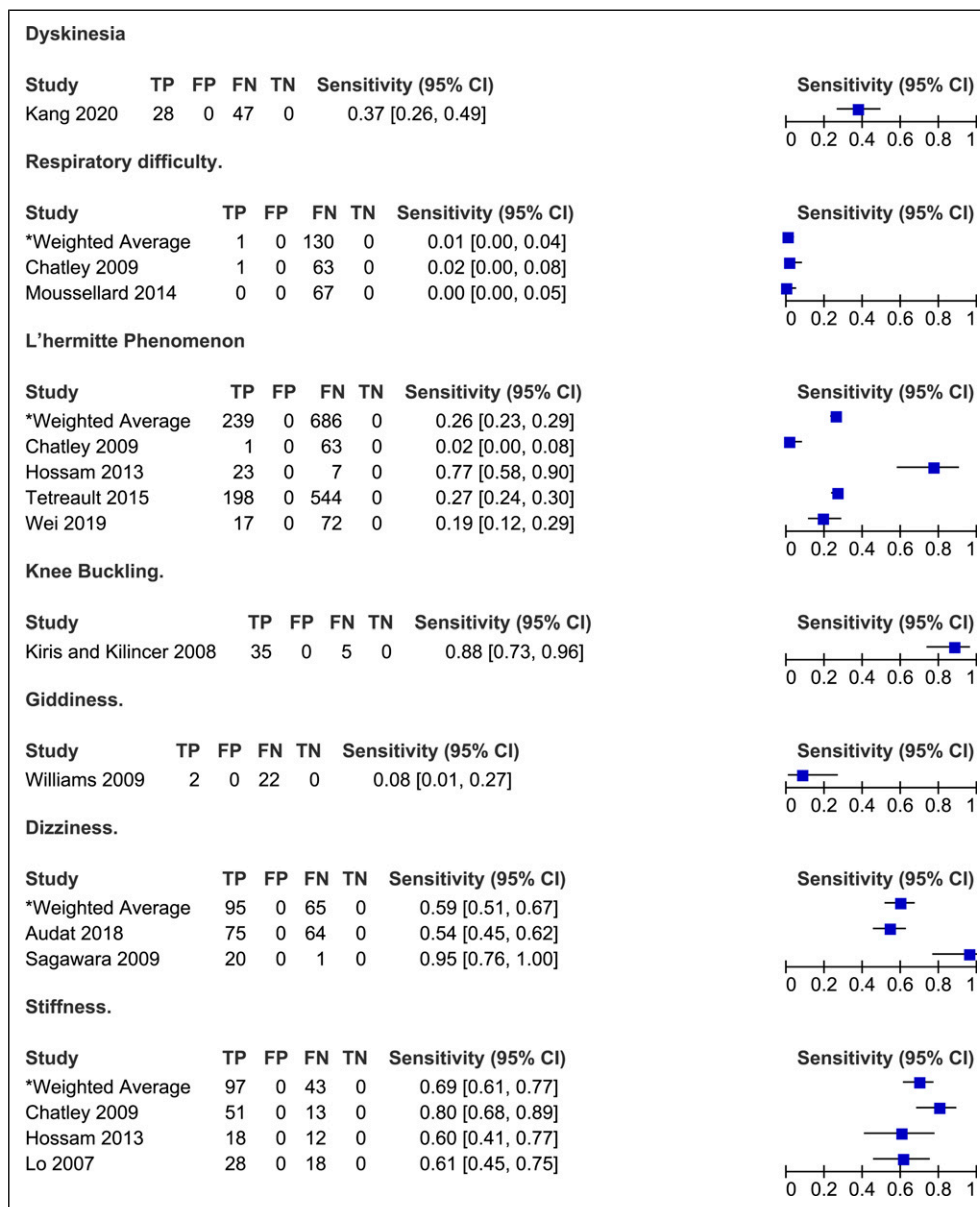 Dyskinesia
Study TP FP FN TN Sensitivity (95% CI) Sensitivity (95% CI)
Kang 2020 28 0 47 0 0.37 [0.26, 0.49]
0 0.2 0.4 0.6 0.8 1
Respiratory difficulty.
Study TP FP FN TN Sensitivity (95% CI) Sensitivity (95% CI)
*Weighted Average 1 0 130 0 0.01 [0.00, 0.04]
Chatley 2009 1 0 63 0 0.02 [0.00, 0.08]
Moussellard 2014 0 0 67 0 0.00 [0.00, 0.05]
0 0.2 0.4 0.6 0.8 1
L'hermitte Phenomenon
Study TP FP FN TN Sensitivity (95% CI) Sensitivity (95% CI)
*Weighted Average 239 0 686 0 0.26 [0.23, 0.29]
Chatley 2009 1 0 63 0 0.02 [0.00, 0.08]
Hossam 2013 23 0 7 0 0.77 [0.58, 0.90]
Tetreault 2015 198 0 544 0 0.27 [0.24, 0.30]
Wei 2019 17 0 72 0 0.19 [0.12, 0.29]
0 0.2 0.4 0.6 0.8 1
Knee Buckling.
Study TP FP FN TN Sensitivity (95% CI) Sensitivity (95% CI)
Kiris and Kilincer 2008 35 0 5 0 0.88 [0.73, 0.96]
0 0.2 0.4 0.6 0.8 1
Giddiness.
Study TP FP FN TN Sensitivity (95% CI) Sensitivity (95% CI)
Williams 2009 2 0 22 0 0.08 [0.01, 0.27]
0 0.2 0.4 0.6 0.8 1
Dizziness.
Study TP FP FN TN Sensitivity (95% CI) Sensitivity (95% CI)
*Weighted Average 95 0 65 0 0.59 [0.51, 0.67]
Audat 2018 75 0 64 0 0.54 [0.45, 0.62]
Sagawara 2009 20 0 1 0 0.95 [0.76, 1.00]
0 0.2 0.4 0.6 0.8 1
Stiffness.
Study TP FP FN TN Sensitivity (95% CI) Sensitivity (95% CI)
*Weighted Average 97 0 43 0 0.69 [0.61, 0.77]
Chatley 2009 51 0 13 0 0.80 [0.68, 0.89]
Hossam 2013 18 0 12 0 0.60 [0.41, 0.77]
Lo 2007 28 0 18 0 0.61 [0.45, 0.75]
0 0.2 0.4 0.6 0.8 1